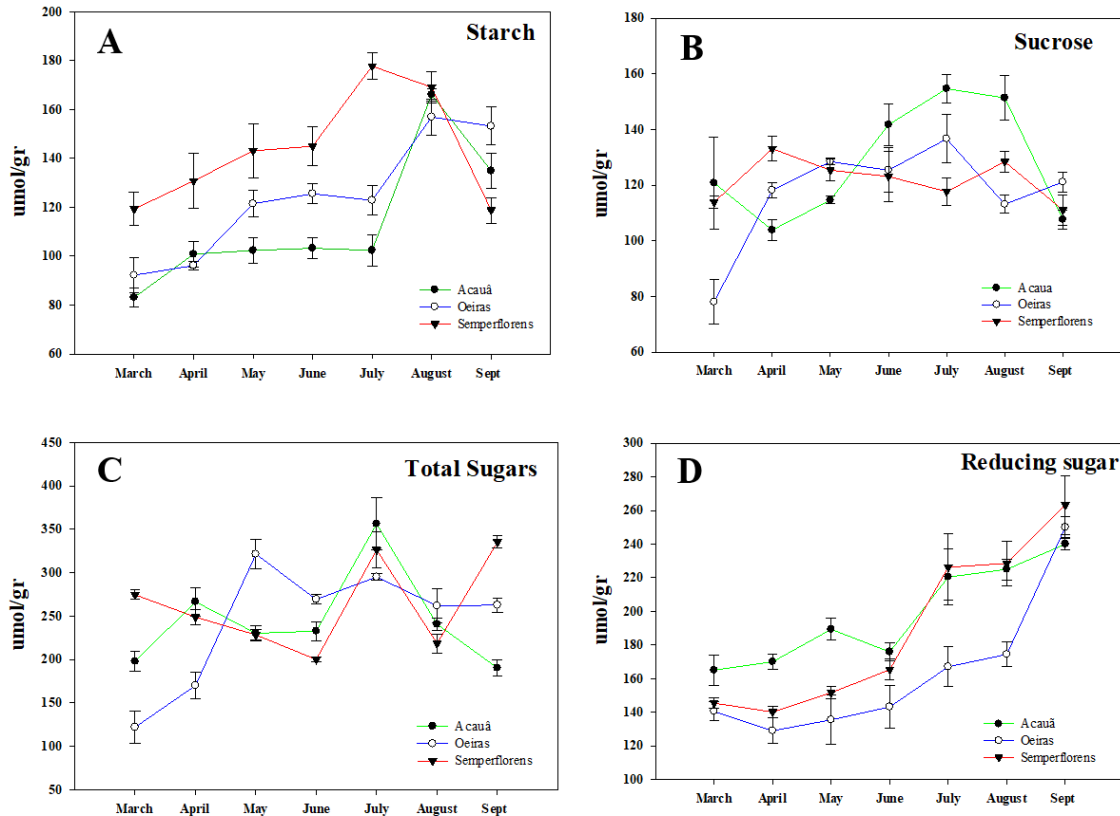 A
Starch
umol/gr
200
180
160
140
120
100
80
60
Acauâ
Oeiras
Semperflorens
March April May June July August Sept
B
Sucrose
umol/gr
180
160
140
120
100
80
60
Acaua
Oeiras
Semperflorens
March April May June July August Sept
C
Total Sugars
umol/gr
450
400
350
300
250
200
150
100
50
Acauâ
Oeiras
Semperflorens
March April May June July August Sept
D
Reducing sugar
umol/gr
300
280
260
240
220
200
180
160
140
120
100
Acauã
Oeiras
Semperflorens
March April May June July August Sept